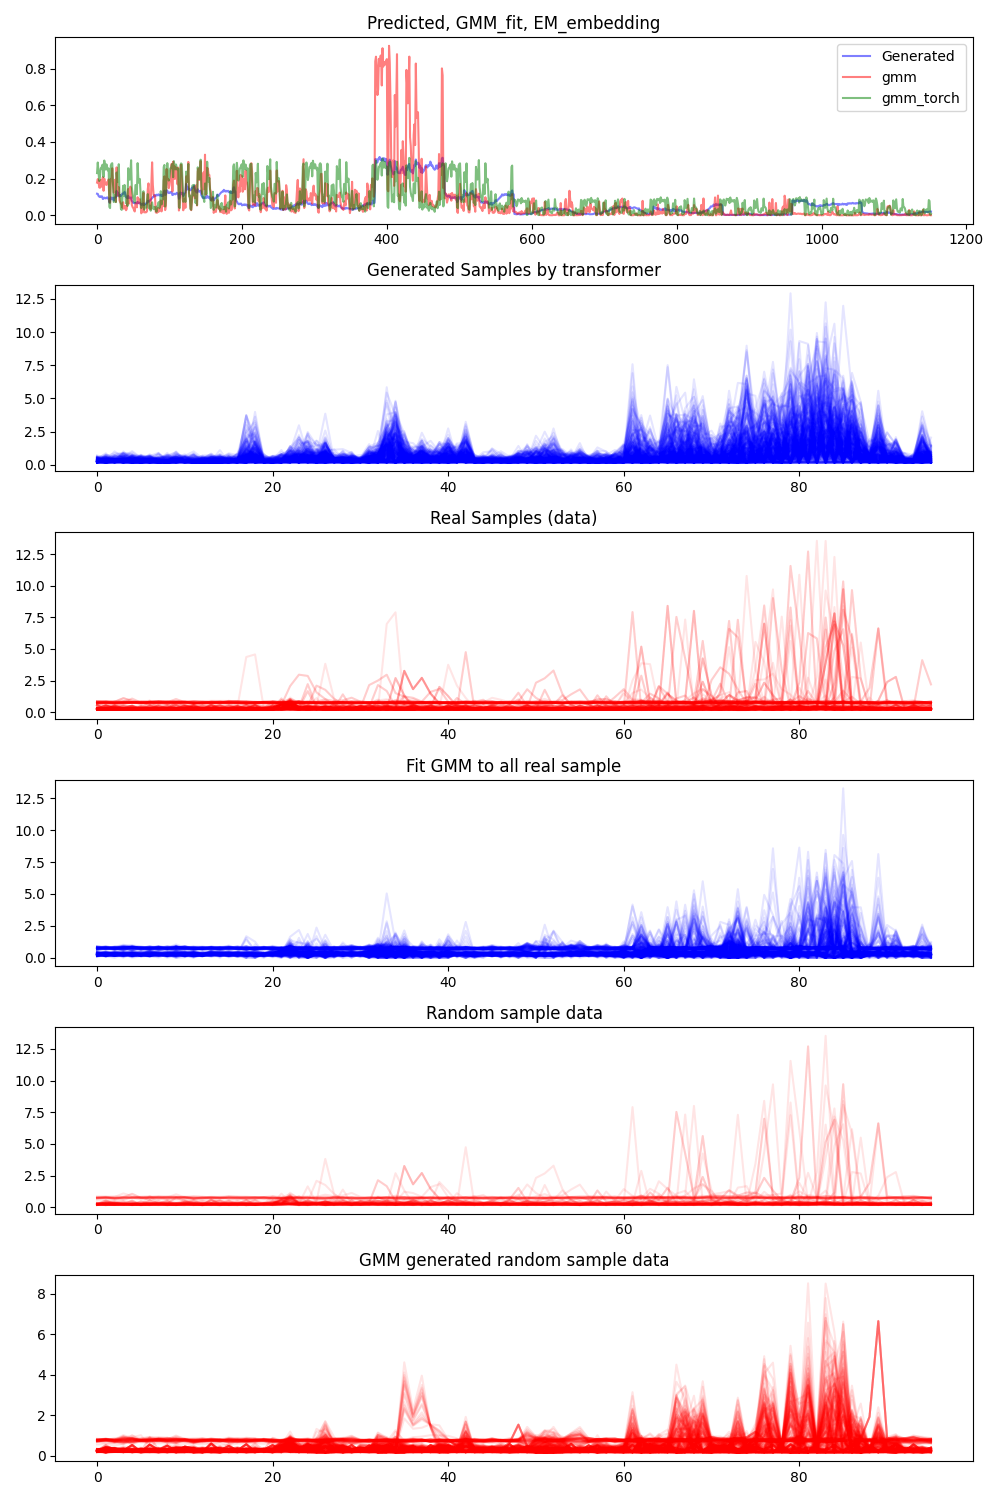 Predicted, GMM_fit, EM_embedding
Generated
gmm
gmm_torch
0.8
0.6
0.4
0.2
0.0
0 200 400 600 800 1000 1200
Generated Samples by transformer
12.5
10.0
7.5
5.0
2.5
0.0
0 20 40 60 80
Real Samples (data)
12.5
10.0
7.5
5.0
2.5
0.0
0 20 40 60 80
Fit GMM to all real sample
12.5
10.0
7.5
5.0
2.5
0.0
0 20 40 60 80
Random sample data
12.5
10.0
7.5
5.0
2.5
0.0
0 20 40 60 80
GMM generated random sample data
8
6
4
2
0
0 20 40 60 80